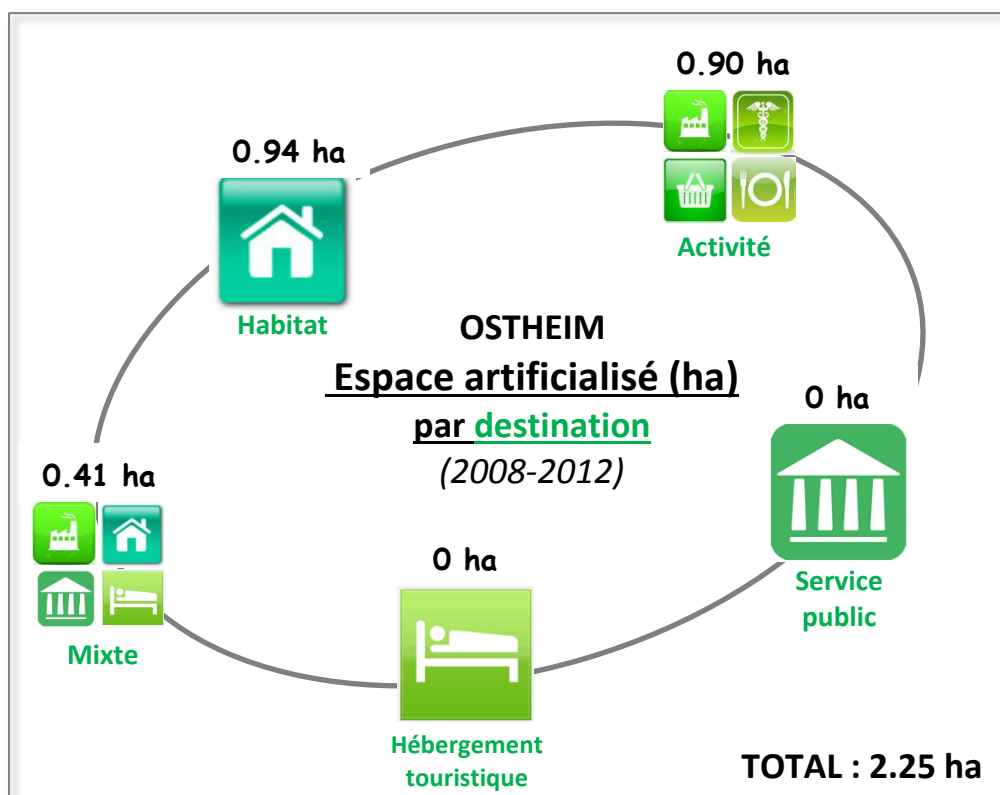 0.90 ha
Activité
0.94 ha
Habitat
OSTHEIM
Espace artificialisé (ha)
par destination
(2008-2012)
0 ha
Service
public
0.41 ha
Mixte
0 ha
Hébergement
touristique
TOTAL : 2.25 ha